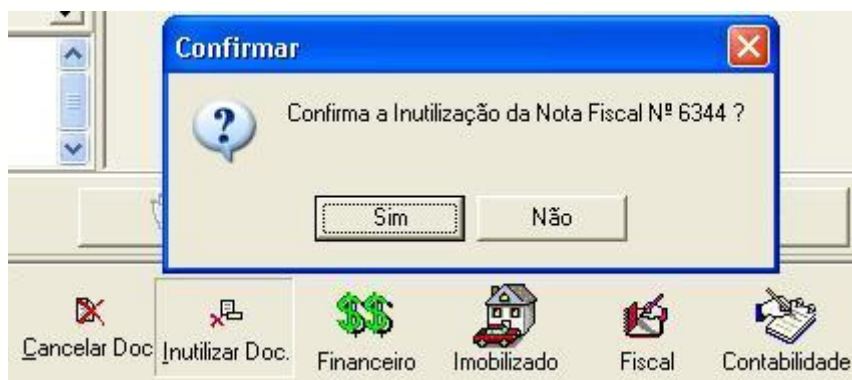 Confirmar
Confirma a Inutilização da Nota Fiscal Nº 6344 ?
Sim Não
Cancelar Doc Inutilizar Doc. Financeiro Imobilizado Fiscal Contabilidade